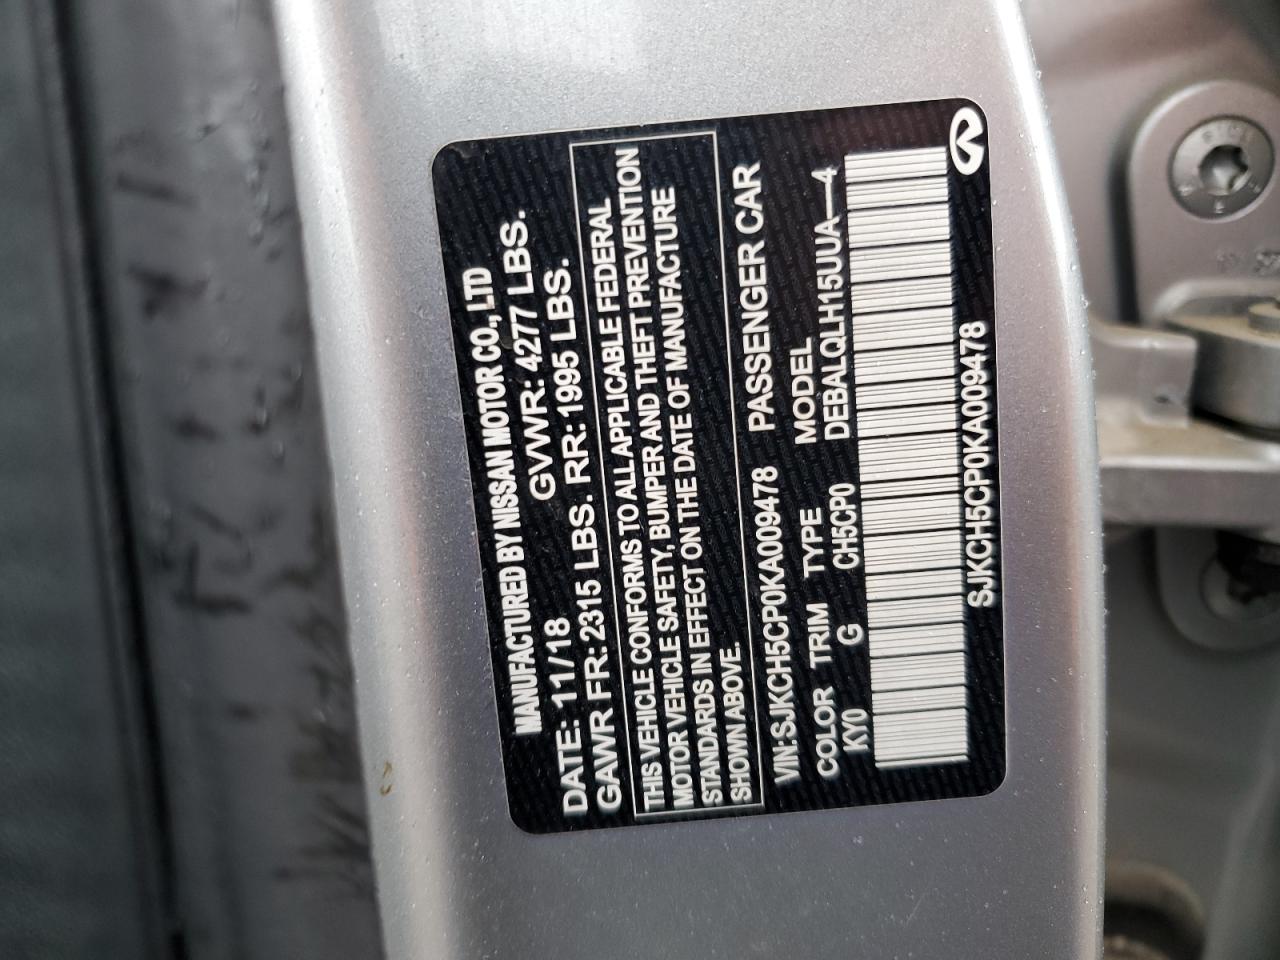 MANUFACTURED BY NISSAN MOTOR CO., LTD
DATE: 11/18 GVWR: 4277 LBS.
GAWR FR: 2315 LBS. RR: 1995 LBS.
THIS VEHICLE CONFORMS TO ALL APPLICABLE FEDERAL
MOTOR VEHICLE SAFETY, BUMPER AND THEFT PREVENTION
STANDARDS IN EFFECT ON THE DATE OF MANUFACTURE
SHOWN ABOVE.
VIN: SJKCH5CP0KA009478 PASSENGER CAR
COLOR TRIM TYPE MODEL
KY0 G CH5CP0 DEBALQLH15UUA—4
SJKCH5CP0KA009478